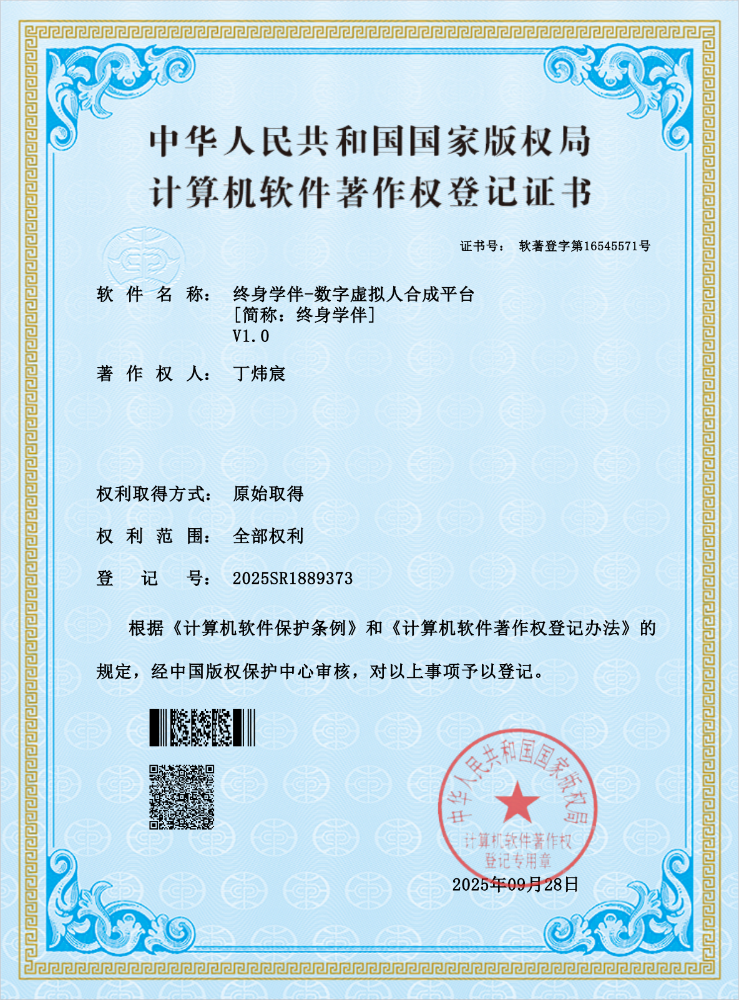 中华人民共和国国家版权局
计算机软件著作权登记证书
证书号： 软著登字第16545571号
软件名称： 终身学伴-数字虚拟人合成平台
[简称：终身学伴]
V1.0
著作权人： 丁炜宸
权利取得方式： 原始取得
权利范围： 全部权利
登记号： 2025SR1889373
根据《计算机软件保护条例》和《计算机软件著作权登记办法》的
规定，经中国版权保护中心审核，对以上事项予以登记。
中华人民共和国国家版权局
计算机软件著作权
登记专用章
2025年09月28日